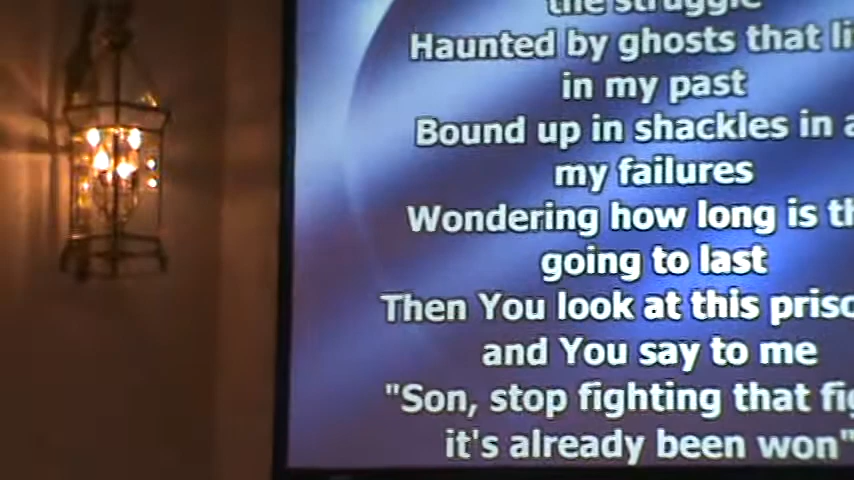 the struggle
Haunted by ghosts that li
in my past
Bound up in shackles in a
my failures
Wondering how long is th
going to last
Then You look at this priso
and You say to me
"Son, stop fighting that fig
it's already been won"